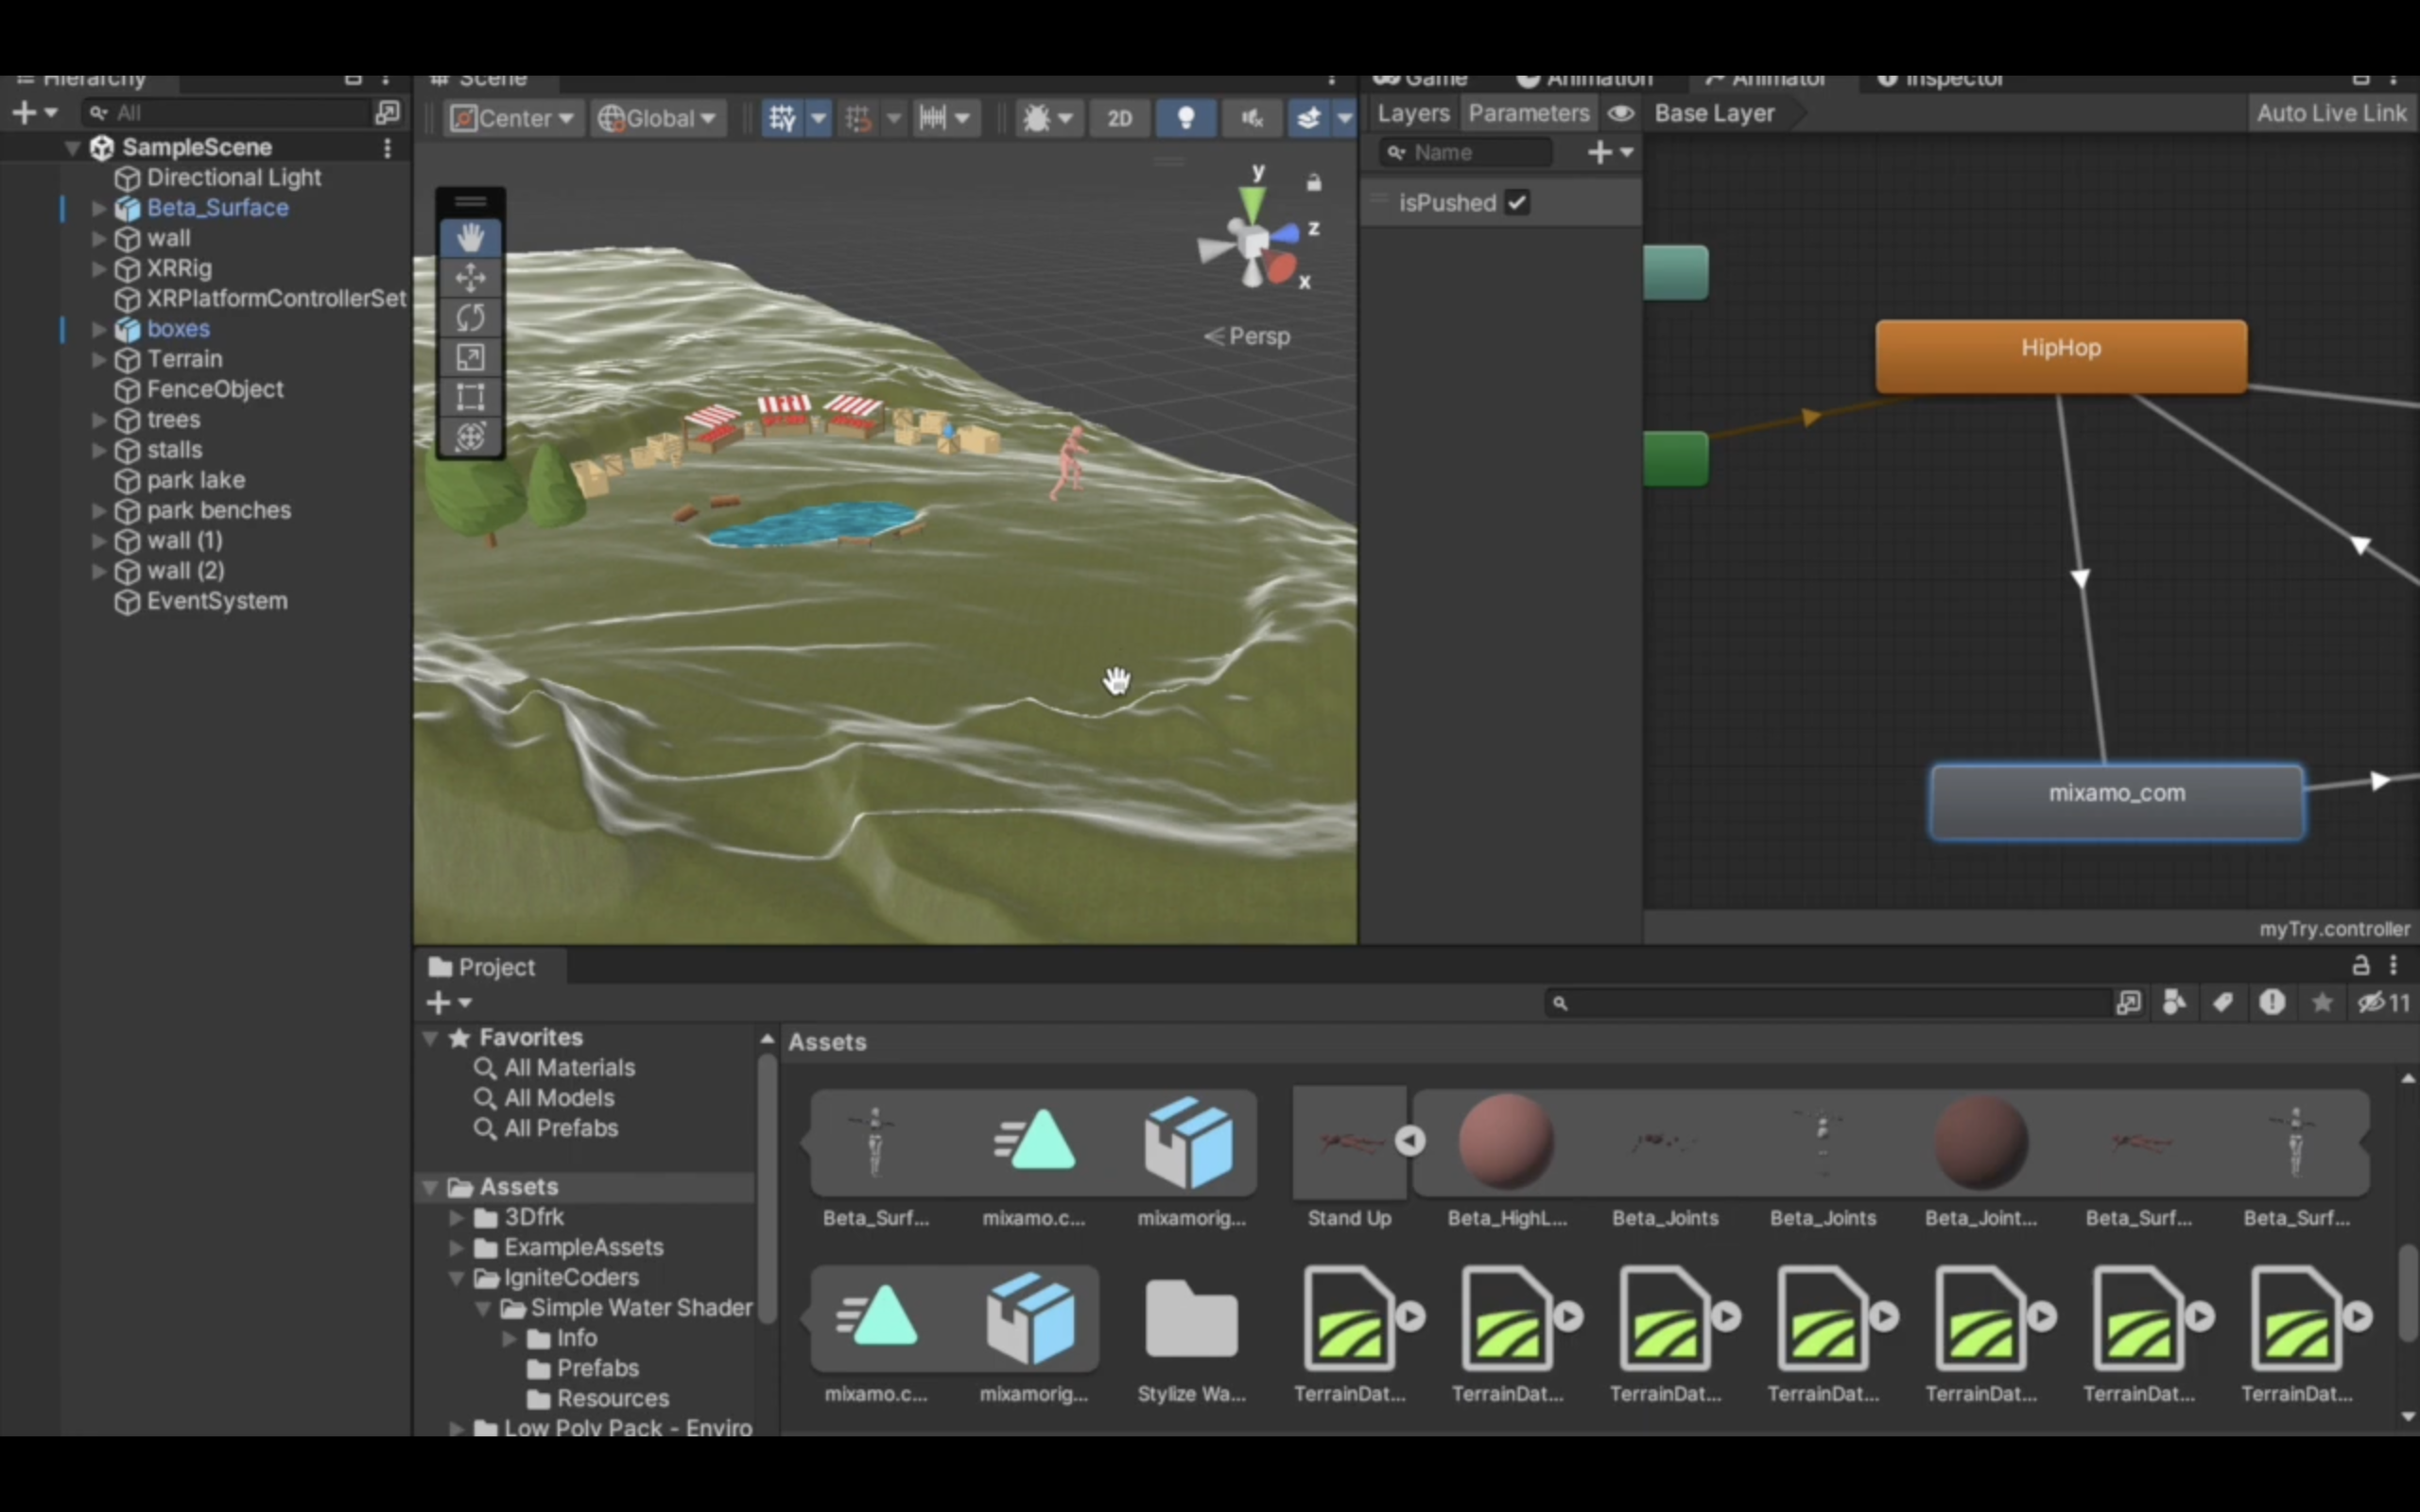 Hierarchy
All
SampleScene
Directional Light
Beta_Surface
wall
XRRig
XRPlatformControllerSet
boxes
Terrain
FenceObject
trees
stalls
park lake
park benches
wall (1)
wall (2)
EventSystem
Scene
Center
Global
2D
y
z
x
Persp
Game Animation Animator Inspector
Layers Parameters Base Layer Auto Live Link
Name
isPushed
HipHop
mixamo_com
myTry.controller
Project
11
Favorites
All Materials
All Models
All Prefabs
Assets
3Dfrk
ExampleAssets
IgniteCoders
Simple Water Shader
Info
Prefabs
Resources
Low Poly Pack - Enviro
Assets
Beta_Surf... mixamo.c... mixamorig... Stand Up Beta_HighL... Beta_Joints Beta_Joints Beta_Joint... Beta_Surf... Beta_Surf...
mixamo.c... mixamorig... Stylize Wa... TerrainDat... TerrainDat... TerrainDat... TerrainDat... TerrainDat... TerrainDat... TerrainDat...